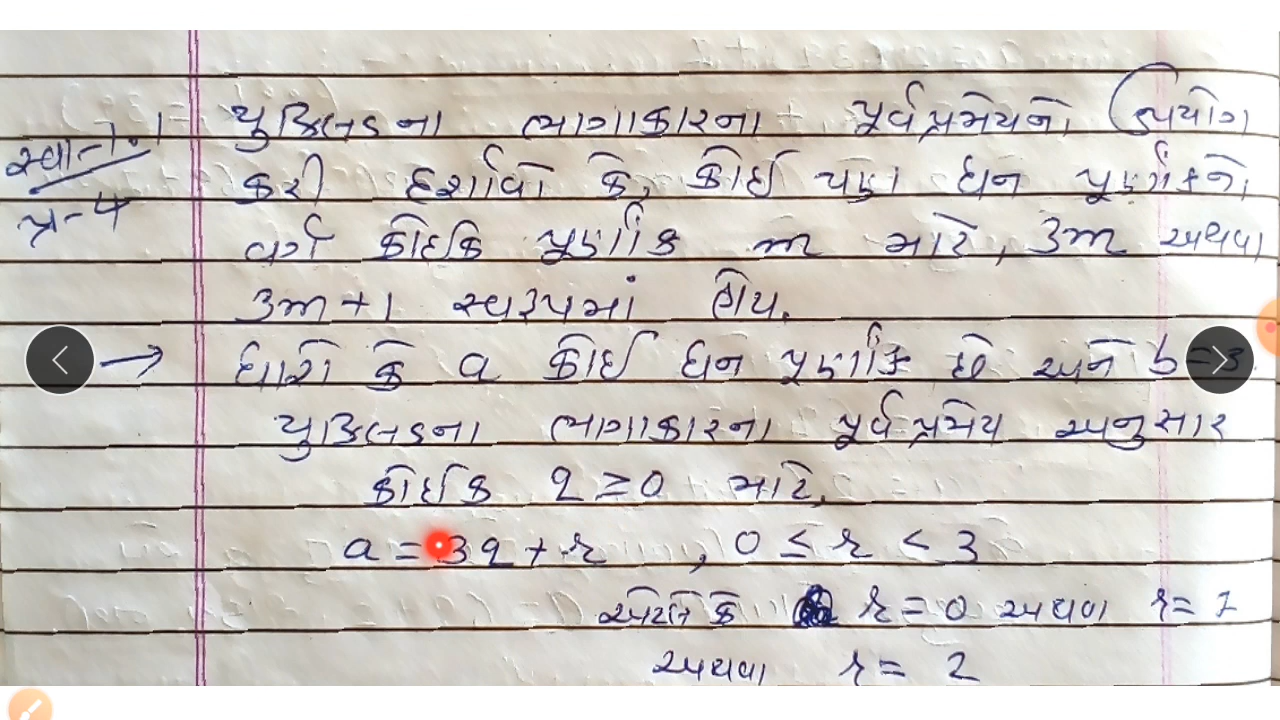 સ્વા-1.1 યુક્લિડના ભાગાકારના પૂર્વપ્રમેયનો ઉપયોગ
પ્ર-4 કરી દર્શાવો કે, કોઈ પણ ધન પૂર્ણાંકનો
વર્ગ કોઈક પૂર્ણાંક m માટે, 3m અથવા
3m + 1 સ્વરૂપમાં હોય.
→ ધારો કે a કોઈ ધન પૂર્ણાંક છે અને b = 3.
યુક્લિડના ભાગાકારના પૂર્વપ્રમેય અનુસાર
કોઈક q ≥ 0 માટે,
a = 3q + r , 0 ≤ r < 3
એટલે કે r = 0 અથવા r = 1
અથવા r = 2